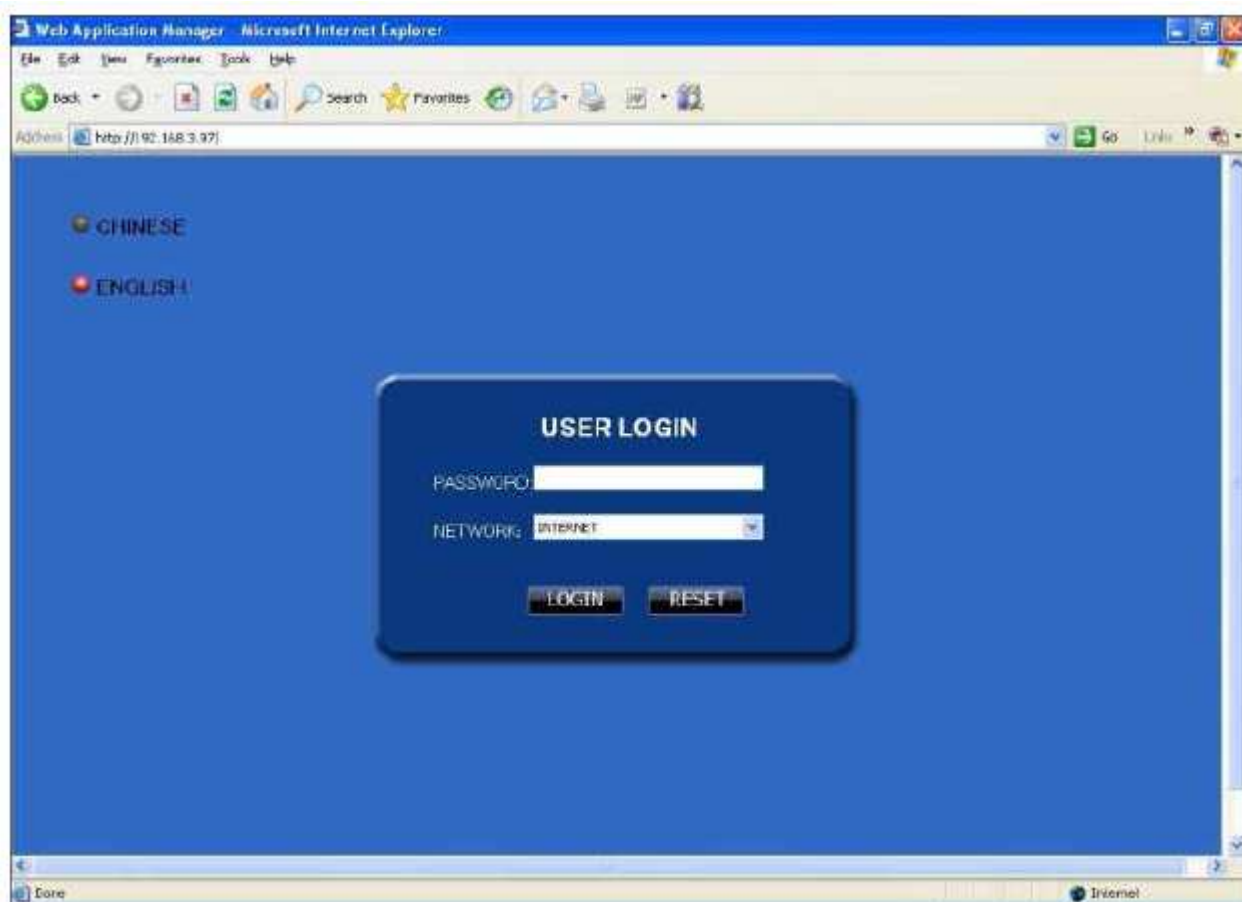 Web Application Manager Microsoft Internet Explorer
File Edit View Favorites Tools Help
Back Search Favorites
Address http://192.168.3.97/ Go Links »
CHINESE
ENGLISH
USER LOGIN
PASSWORD:
NETWORK: INTERNET
LOGIN RESET
Done Internet